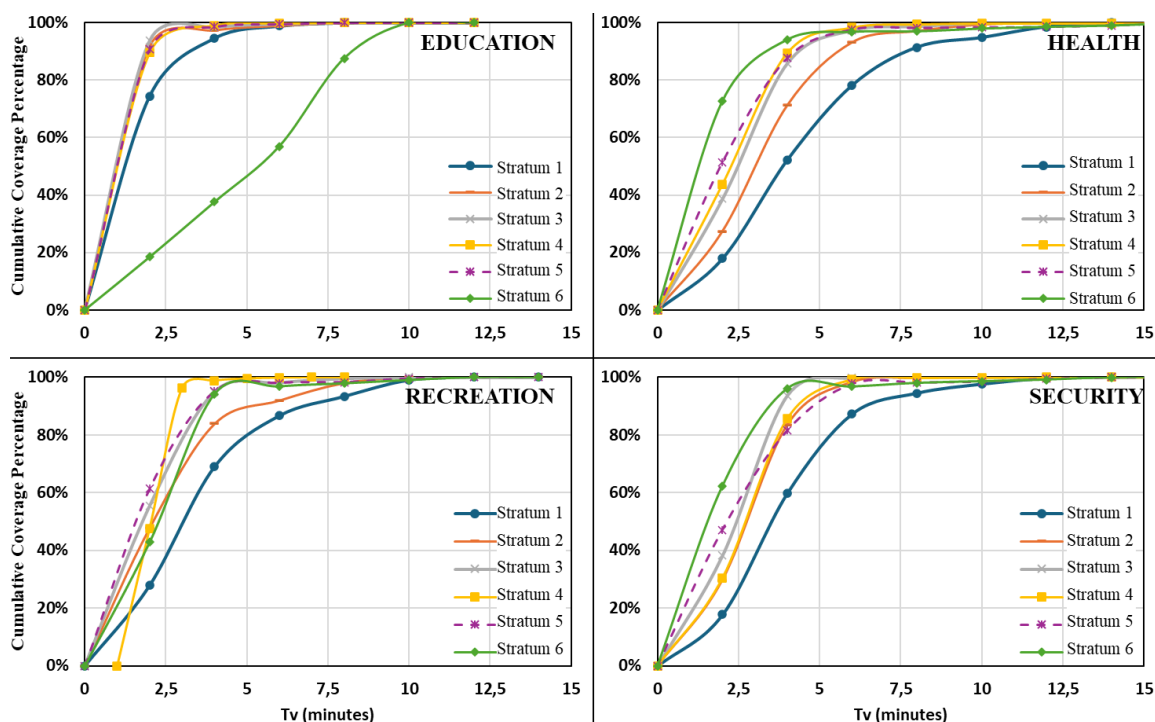 EDUCATION
Cumulative Coverage Percentage
100%
80%
60%
40%
20%
0%
Stratum 1
Stratum 2
Stratum 3
Stratum 4
Stratum 5
Stratum 6
0 2,5 5 7,5 10 12,5 15
HEALTH
100%
80%
60%
40%
20%
0%
Stratum 1
Stratum 2
Stratum 3
Stratum 4
Stratum 5
Stratum 6
0 2,5 5 7,5 10 12,5 15
RECREATION
Cumulative Coverage Percentage
100%
80%
60%
40%
20%
0%
Stratum 1
Stratum 2
Stratum 3
Stratum 4
Stratum 5
Stratum 6
0 2,5 5 7,5 10 12,5 15
Tv (minutes)
SECURITY
100%
80%
60%
40%
20%
0%
Stratum 1
Stratum 2
Stratum 3
Stratum 4
Stratum 5
Stratum 6
0 2,5 5 7,5 10 12,5 15
Tv (minutes)